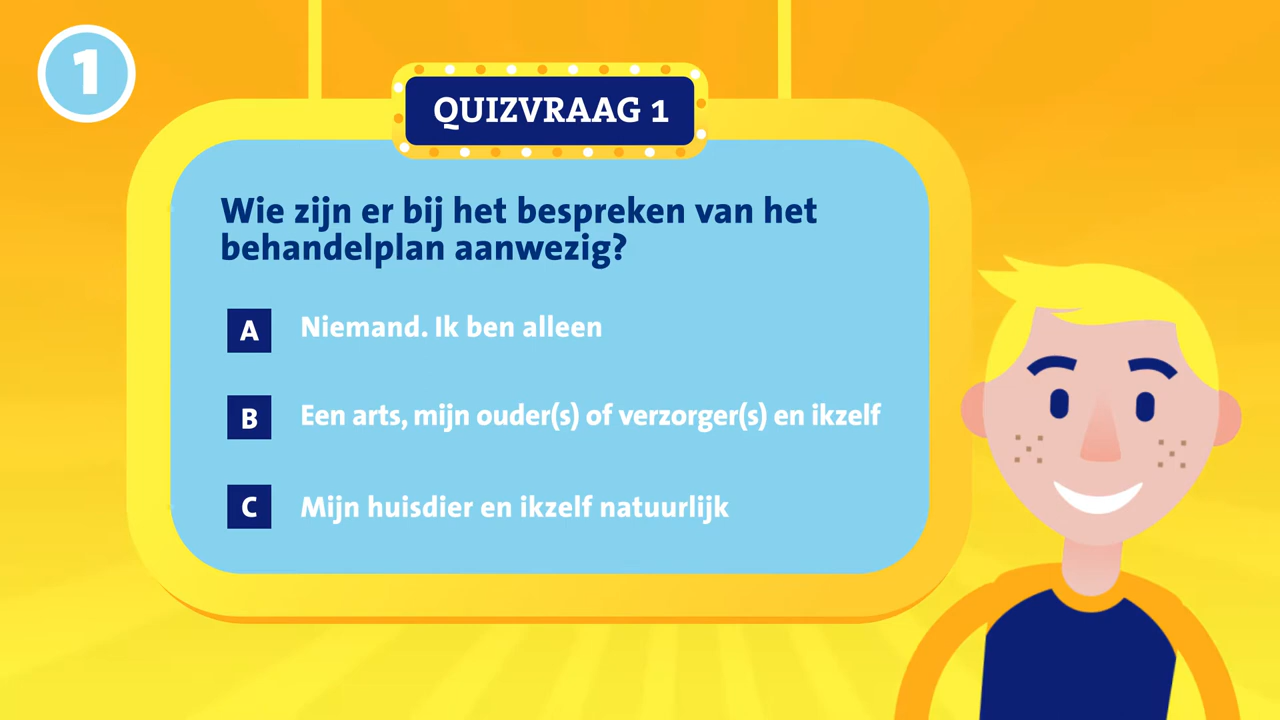 1
QUIZVRAAG 1
Wie zijn er bij het bespreken van het
behandelplan aanwezig?
A Niemand. Ik ben alleen
B Een arts, mijn ouder(s) of verzorger(s) en ikzelf
C Mijn huisdier en ikzelf natuurlijk